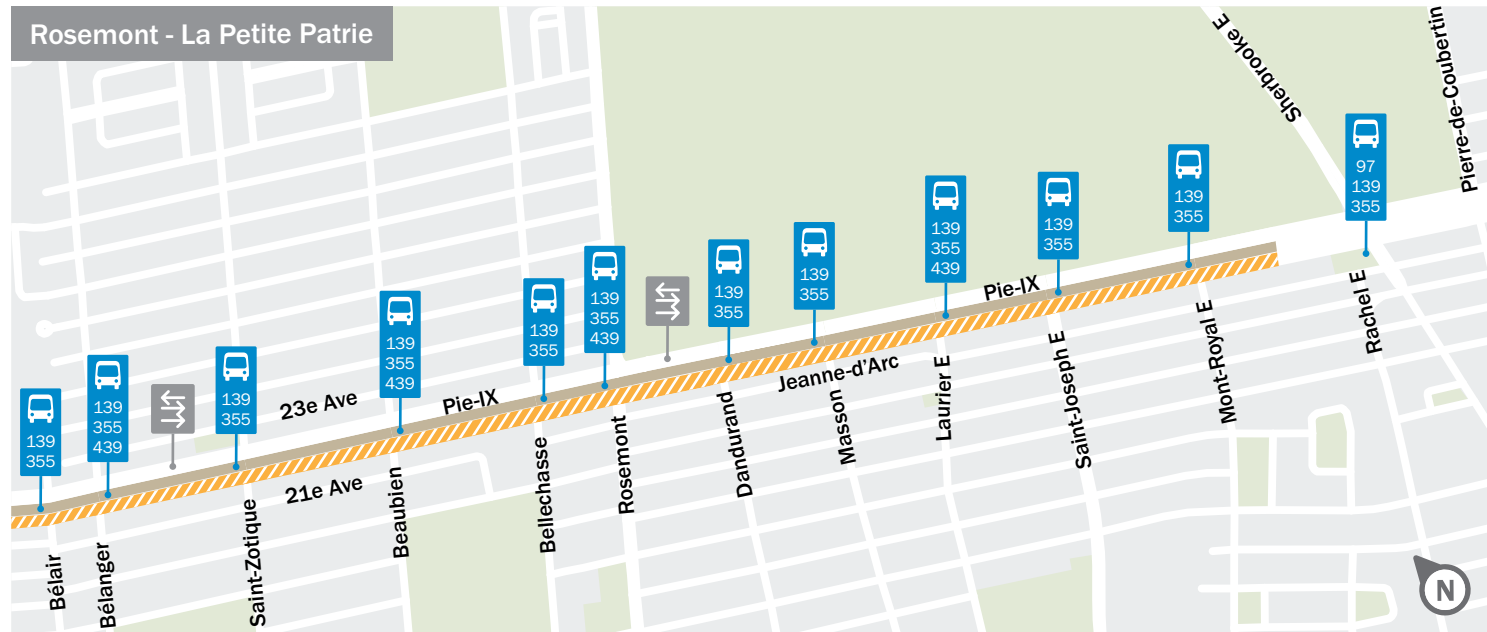 Rosemont - La Petite Patrie
Sherbrooke E
Pierre-de-Coubertin
97
139
355
139
355
139
355
139
355
439
139
355
139
355
139
355
439
139
355
139
355
439
139
355
139
355
439
139
355
Pie-IX
Pie-IX
23e Ave
21e Ave
Jeanne-d'Arc
Bélair
Bélanger
Saint-Zotique
Beaubien
Bellechasse
Rosemont
Dandurand
Masson
Laurier E
Saint-Joseph E
Mont-Royal E
Rachel E
N